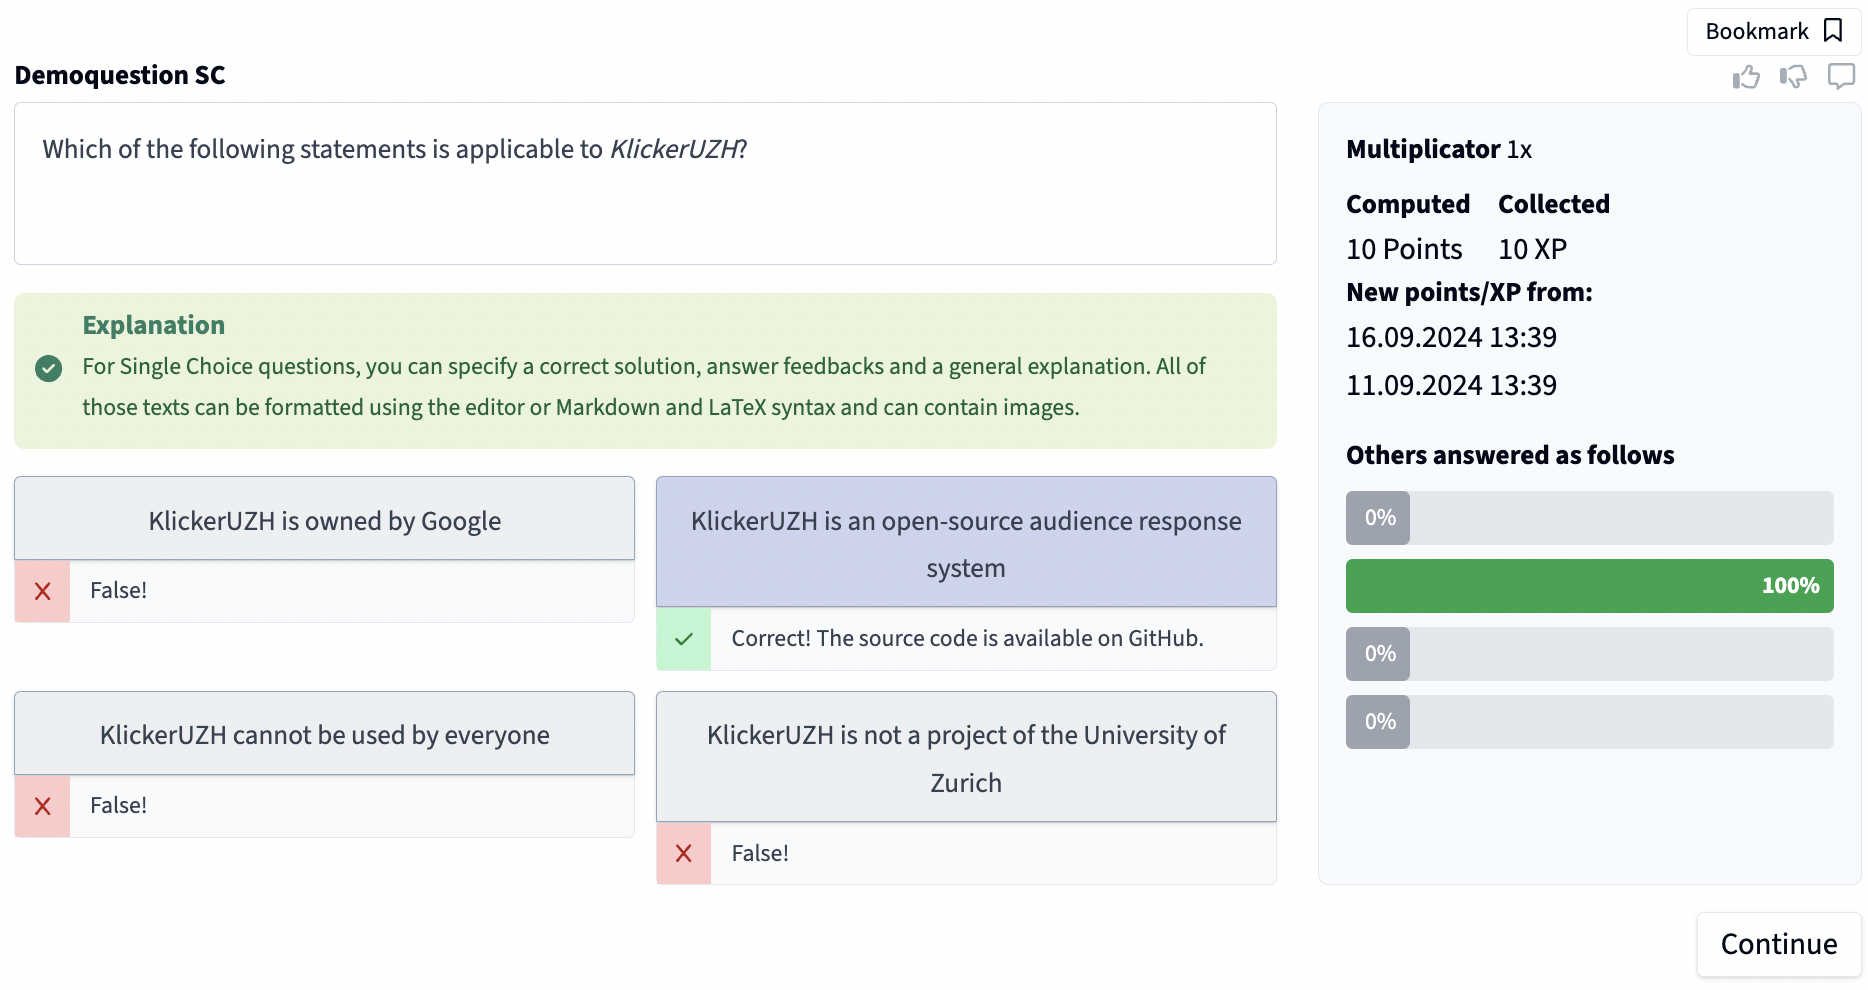 Bookmark
Demoquestion SC
Which of the following statements is applicable to KlickerUZH?
Explanation
For Single Choice questions, you can specify a correct solution, answer feedbacks and a general explanation. All of
those texts can be formatted using the editor or Markdown and LaTeX syntax and can contain images.
KlickerUZH is owned by Google
False!
KlickerUZH is an open-source audience response
system
Correct! The source code is available on GitHub.
KlickerUZH cannot be used by everyone
False!
KlickerUZH is not a project of the University of
Zurich
False!
Multiplicator 1x
Computed Collected
10 Points 10 XP
New points/XP from:
16.09.2024 13:39
11.09.2024 13:39
Others answered as follows
0%
100%
0%
0%
Continue